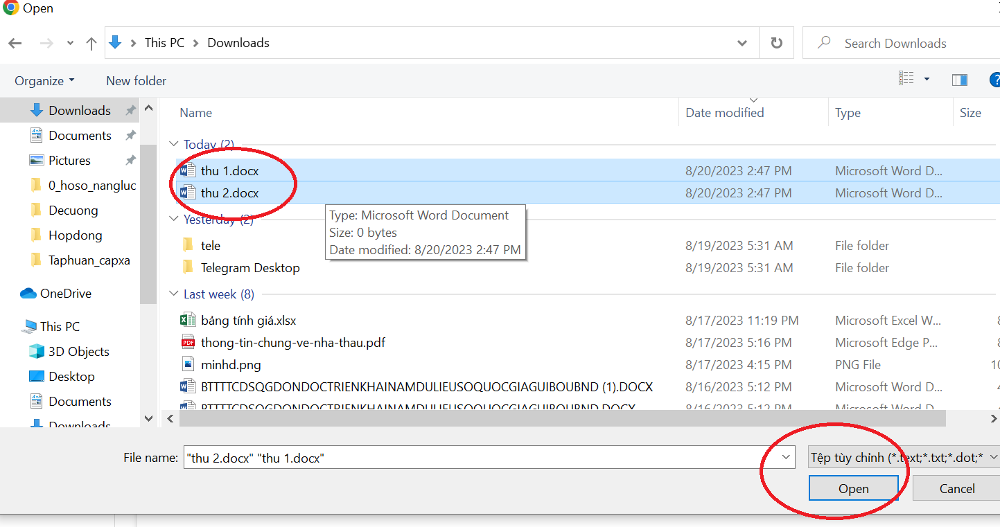 Open
This PC > Downloads
Search Downloads
Organize
New folder
Downloads
Documents
Pictures
0_hoso_nangluc
Decuong
Hopdong
Taphuan_capxa
OneDrive
This PC
3D Objects
Desktop
Documents
Downloads
Name Date modified Type Size
Today (2)
thu 1.docx 8/20/2023 2:47 PM Microsoft Word D...
thu 2.docx 8/20/2023 2:47 PM Microsoft Word D...
Type: Microsoft Word Document
Size: 0 bytes
Date modified: 8/20/2023 2:47 PM
Yesterday (2)
tele 8/19/2023 5:31 AM File folder
Telegram Desktop 8/19/2023 5:31 AM File folder
Last week (8)
bảng tính giá.xlsx 8/17/2023 11:19 PM Microsoft Excel W...
thong-tin-chung-ve-nha-thau.pdf 8/17/2023 5:16 PM Microsoft Edge P...
minhd.png 8/17/2023 4:15 PM PNG File
BTTTTCDSQGDONDOCTRIENKHAINAMDULIEUSOQUOCGIAGUIBOUBND (1).DOCX 8/16/2023 5:12 PM Microsoft Word D...
BTTTTCDSQGDONDOCTRIENKHAINAMDULIEUSOQUOCGIAGUIBOUBND.DOCX 8/16/2023 5:12 PM Microsoft Word D...
File name: "thu 2.docx" "thu 1.docx"
Tệp tùy chỉnh (*.text;*.txt;*.dot;*
Open
Cancel